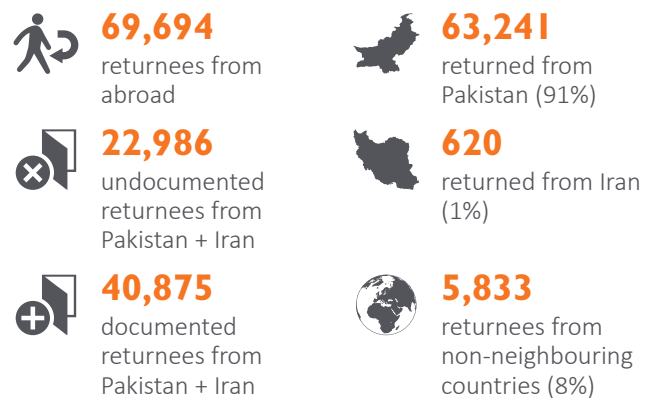 69,694
returnees from
abroad
63,241
returned from
Pakistan (91%)
22,986
undocumented
returnees from
Pakistan + Iran
620
returned from Iran
(1%)
40,875
documented
returnees from
Pakistan + Iran
5,833
returnees from
non-neighbouring
countries (8%)